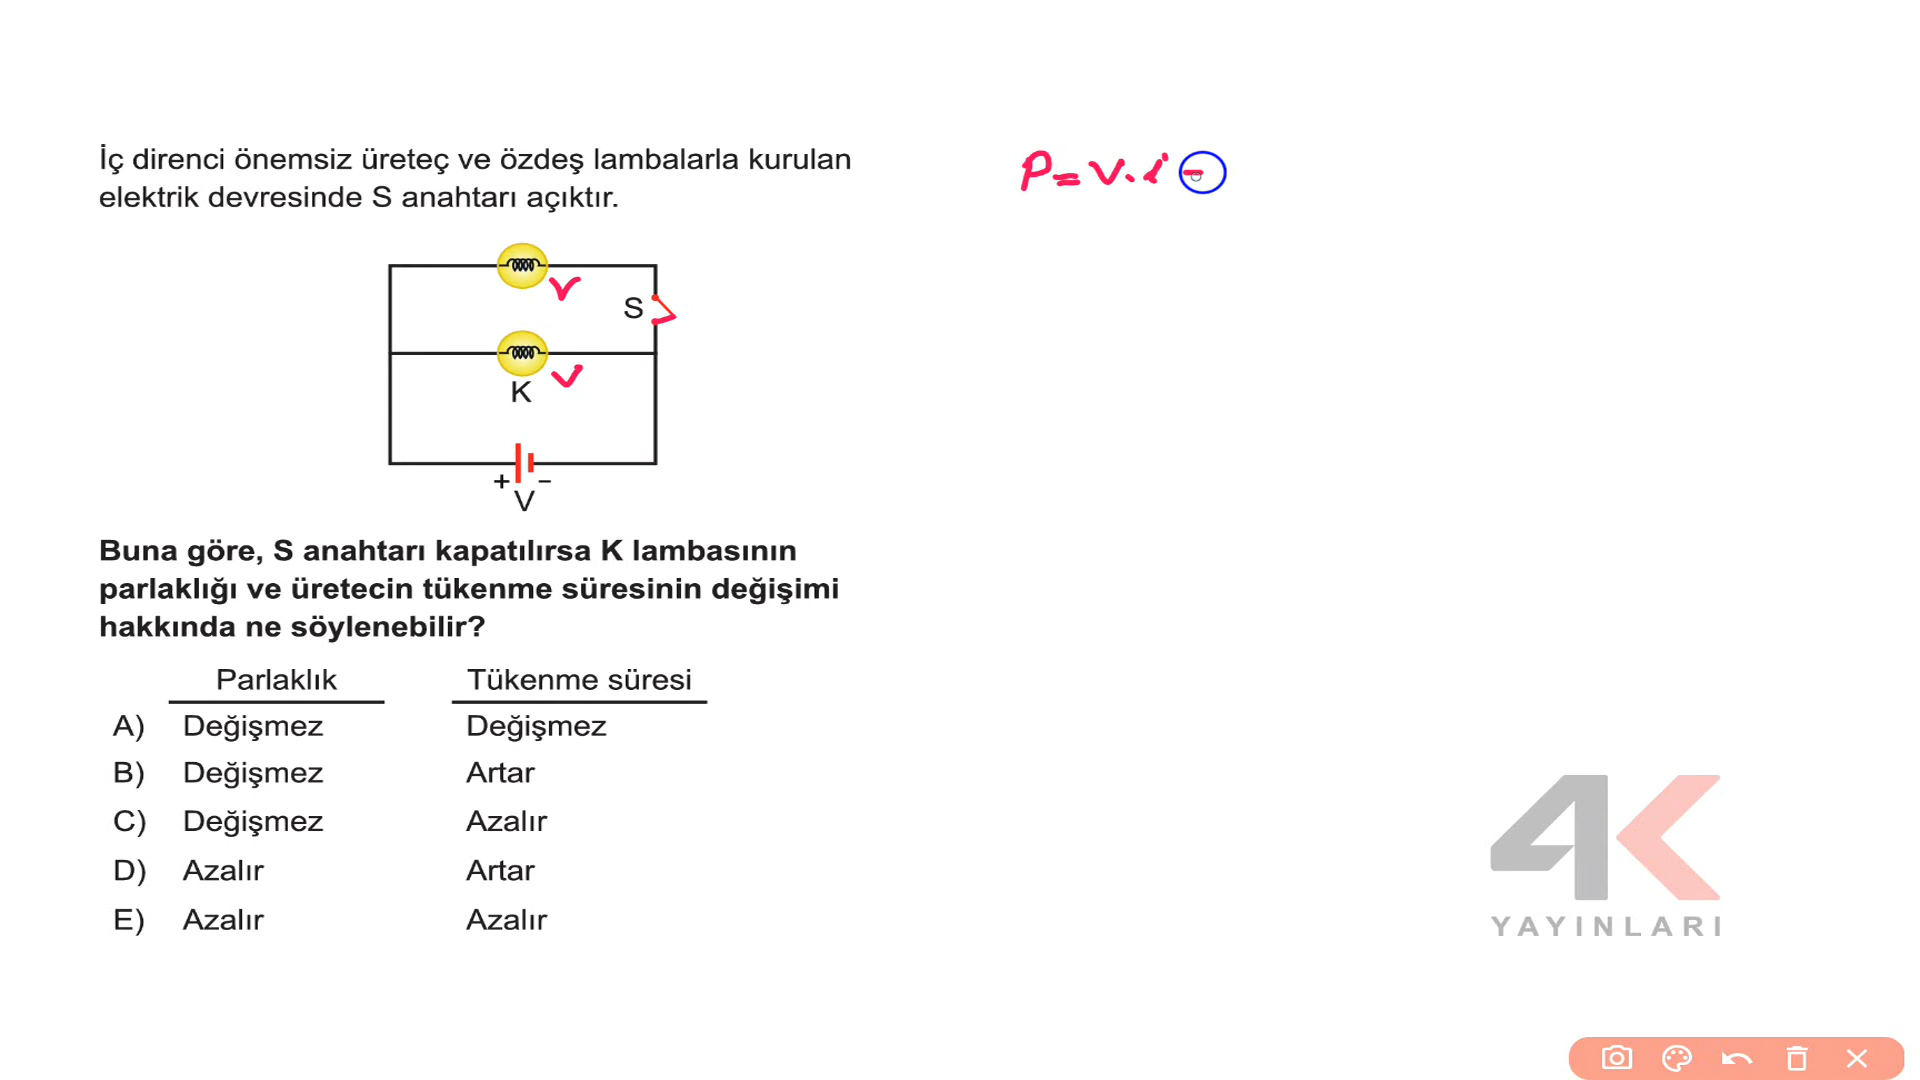 İç direnci önemsiz üreteç ve özdeş lambalarla kurulan
elektrik devresinde S anahtarı açıktır.
P = V . i =
V
S
V
K
+ −
V
Buna göre, S anahtarı kapatılırsa K lambasının
parlaklığı ve üretecin tükenme süresinin değişimi
hakkında ne söylenebilir?
Parlaklık Tükenme süresi
A) Değişmez Değişmez
B) Değişmez Artar
C) Değişmez Azalır
D) Azalır Artar
E) Azalır Azalır
4K
YAYINLARI